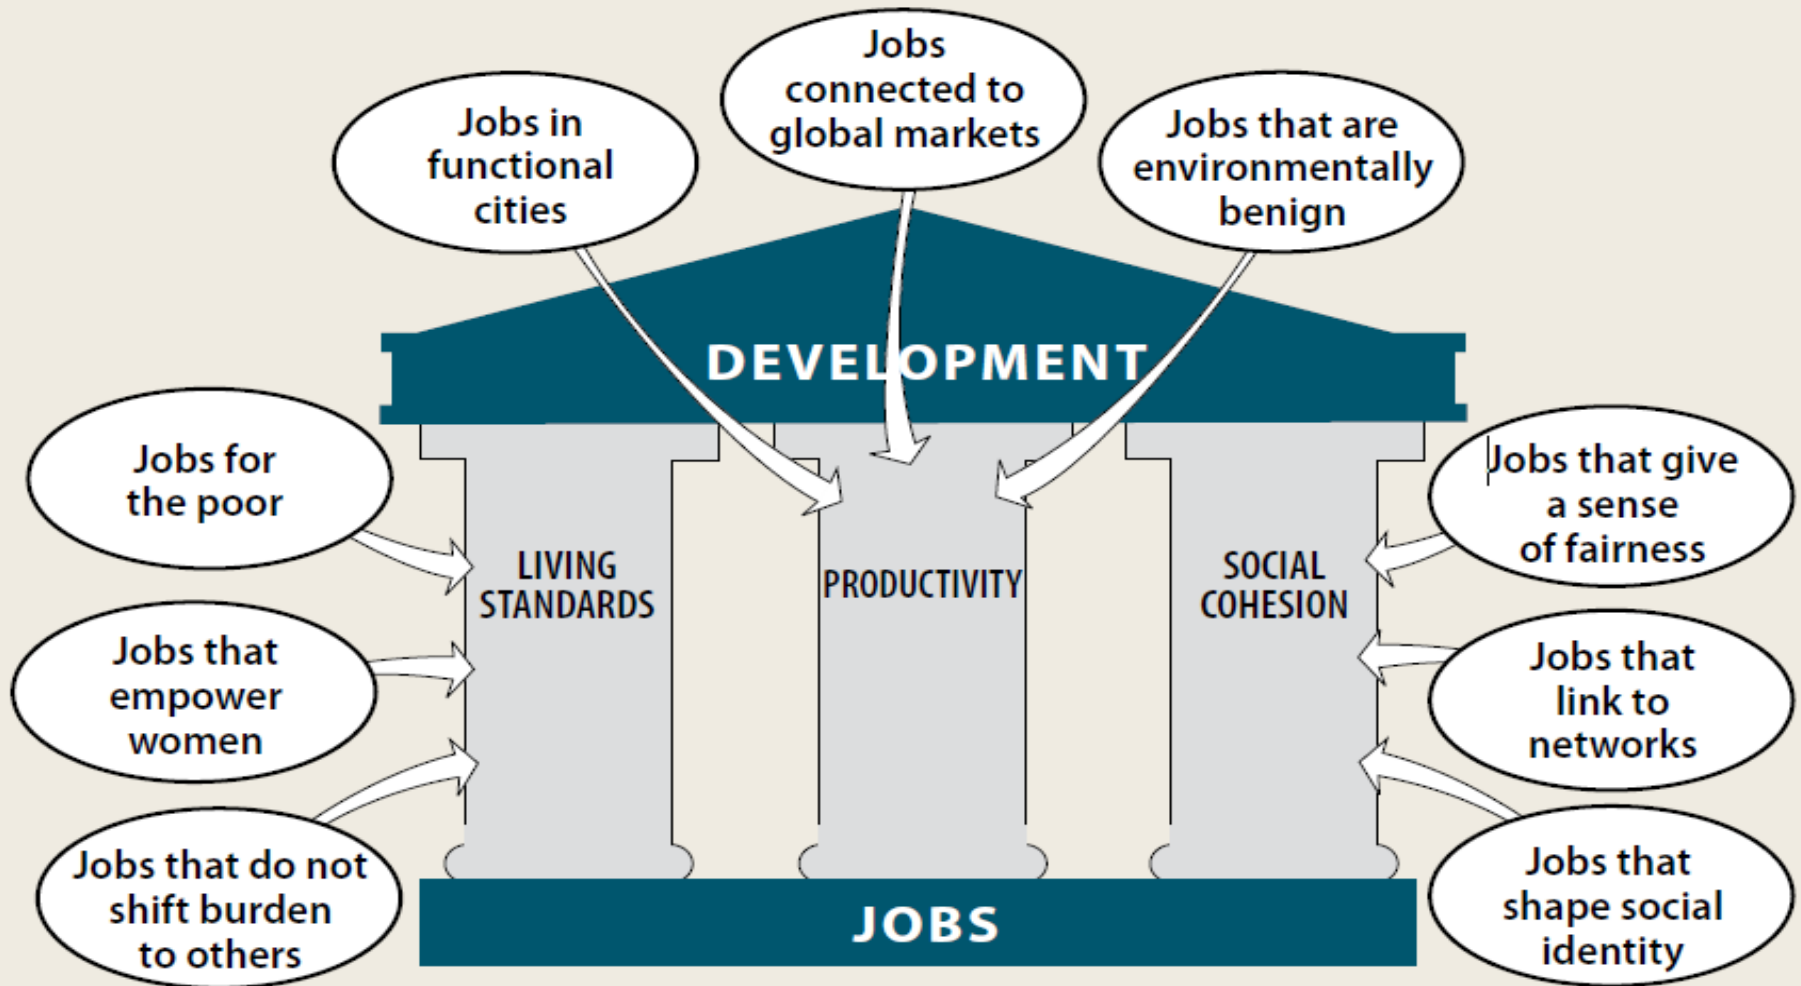 Jobs
connected to
global markets
Jobs in
functional
cities
Jobs that are
environmentally
benign
DEVELOPMENT
Jobs for
the poor
Jobs that
empower
women
Jobs that do not
shift burden
to others
LIVING
STANDARDS
PRODUCTIVITY
SOCIAL
COHESION
Jobs that give
a sense
of fairness
Jobs that
link to
networks
Jobs that
shape social
identity
JOBS